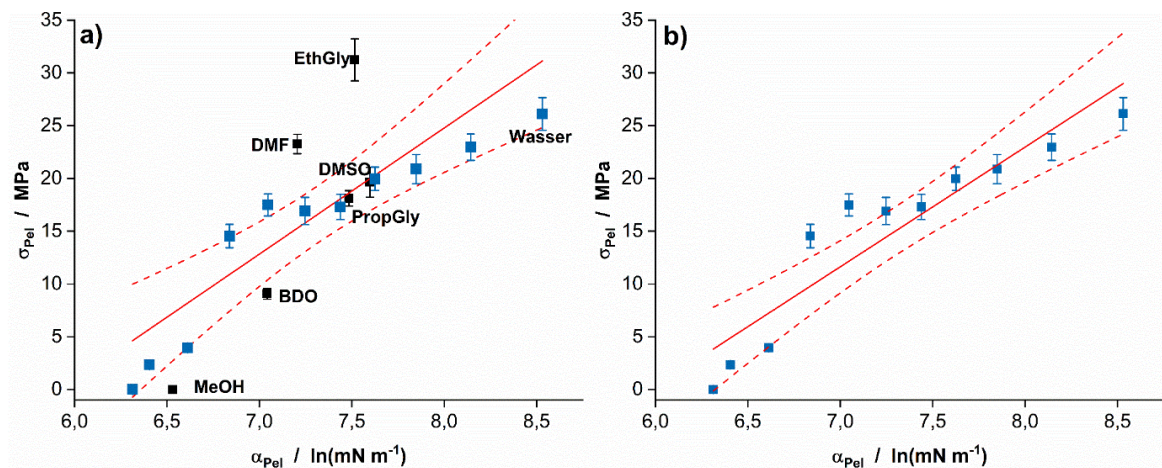 a)
35
30
25
20
15
10
5
0
σPel / MPa
EthGly
DMF
DMSO
Wasser
PropGly
BDO
MeOH
6,0 6,5 7,0 7,5 8,0 8,5
αPel / ln(mN m⁻¹)
b)
35
30
25
20
15
10
5
0
σPel / MPa
6,0 6,5 7,0 7,5 8,0 8,5
αPel / ln(mN m⁻¹)